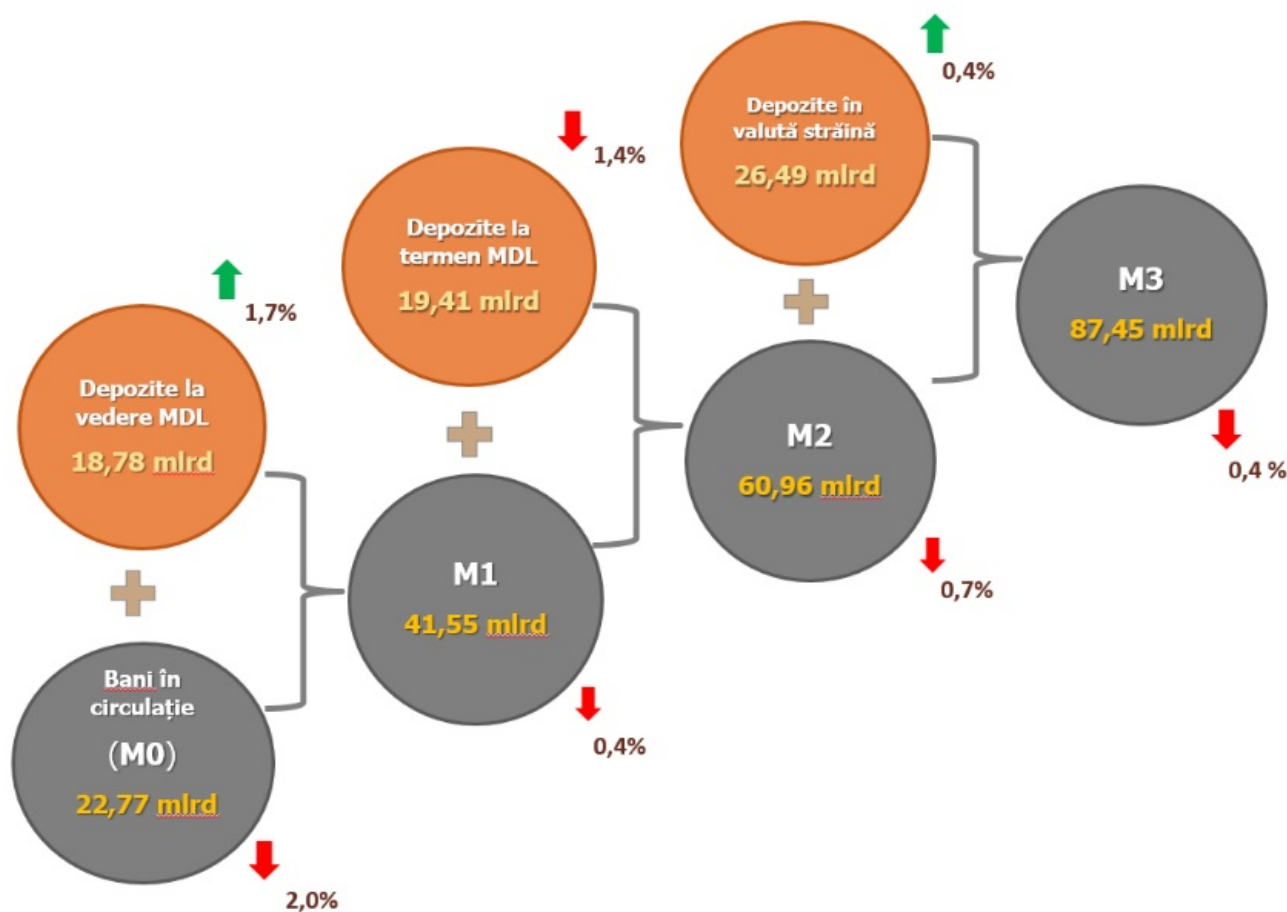 0,4%
Depozite în
valută străină
26,49 mlrd
1,4%
Depozite la
termen MDL
19,41 mlrd
M3
87,45 mlrd
1,7%
Depozite la
vedere MDL
18,78 mlrd
M2
60,96 mlrd
0,4 %
M1
41,55 mlrd
0,7%
Bani în
circulație
(M0)
22,77 mlrd
0,4%
2,0%